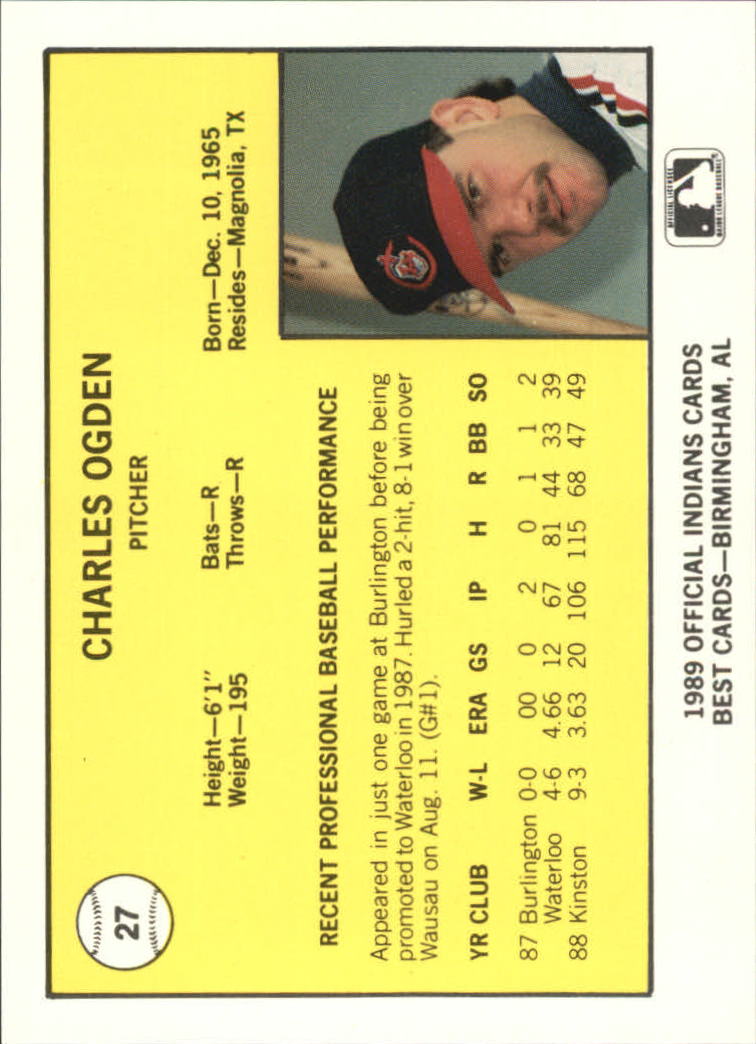 27
CHARLES OGDEN
PITCHER
Height—6'1" Bats—R Born—Dec. 10, 1965
Weight—195 Throws—R Resides—Magnolia, TX
RECENT PROFESSIONAL BASEBALL PERFORMANCE
Appeared in just one game at Burlington before being
promoted to Waterloo in 1987. Hurled a 2-hit, 8-1 win over
Wausau on Aug. 11. (G#1).
YR CLUB W-L ERA GS IP H R BB SO
87 Burlington 0-0 00 0 2 0 1 1 2
Waterloo 4-6 4.66 12 67 81 44 33 39
88 Kinston 9-3 3.63 20 106 115 68 47 49
1989 OFFICIAL INDIANS CARDS
BEST CARDS—BIRMINGHAM, AL
OFFICIAL LICENSEE
MAJOR LEAGUE BASEBALL